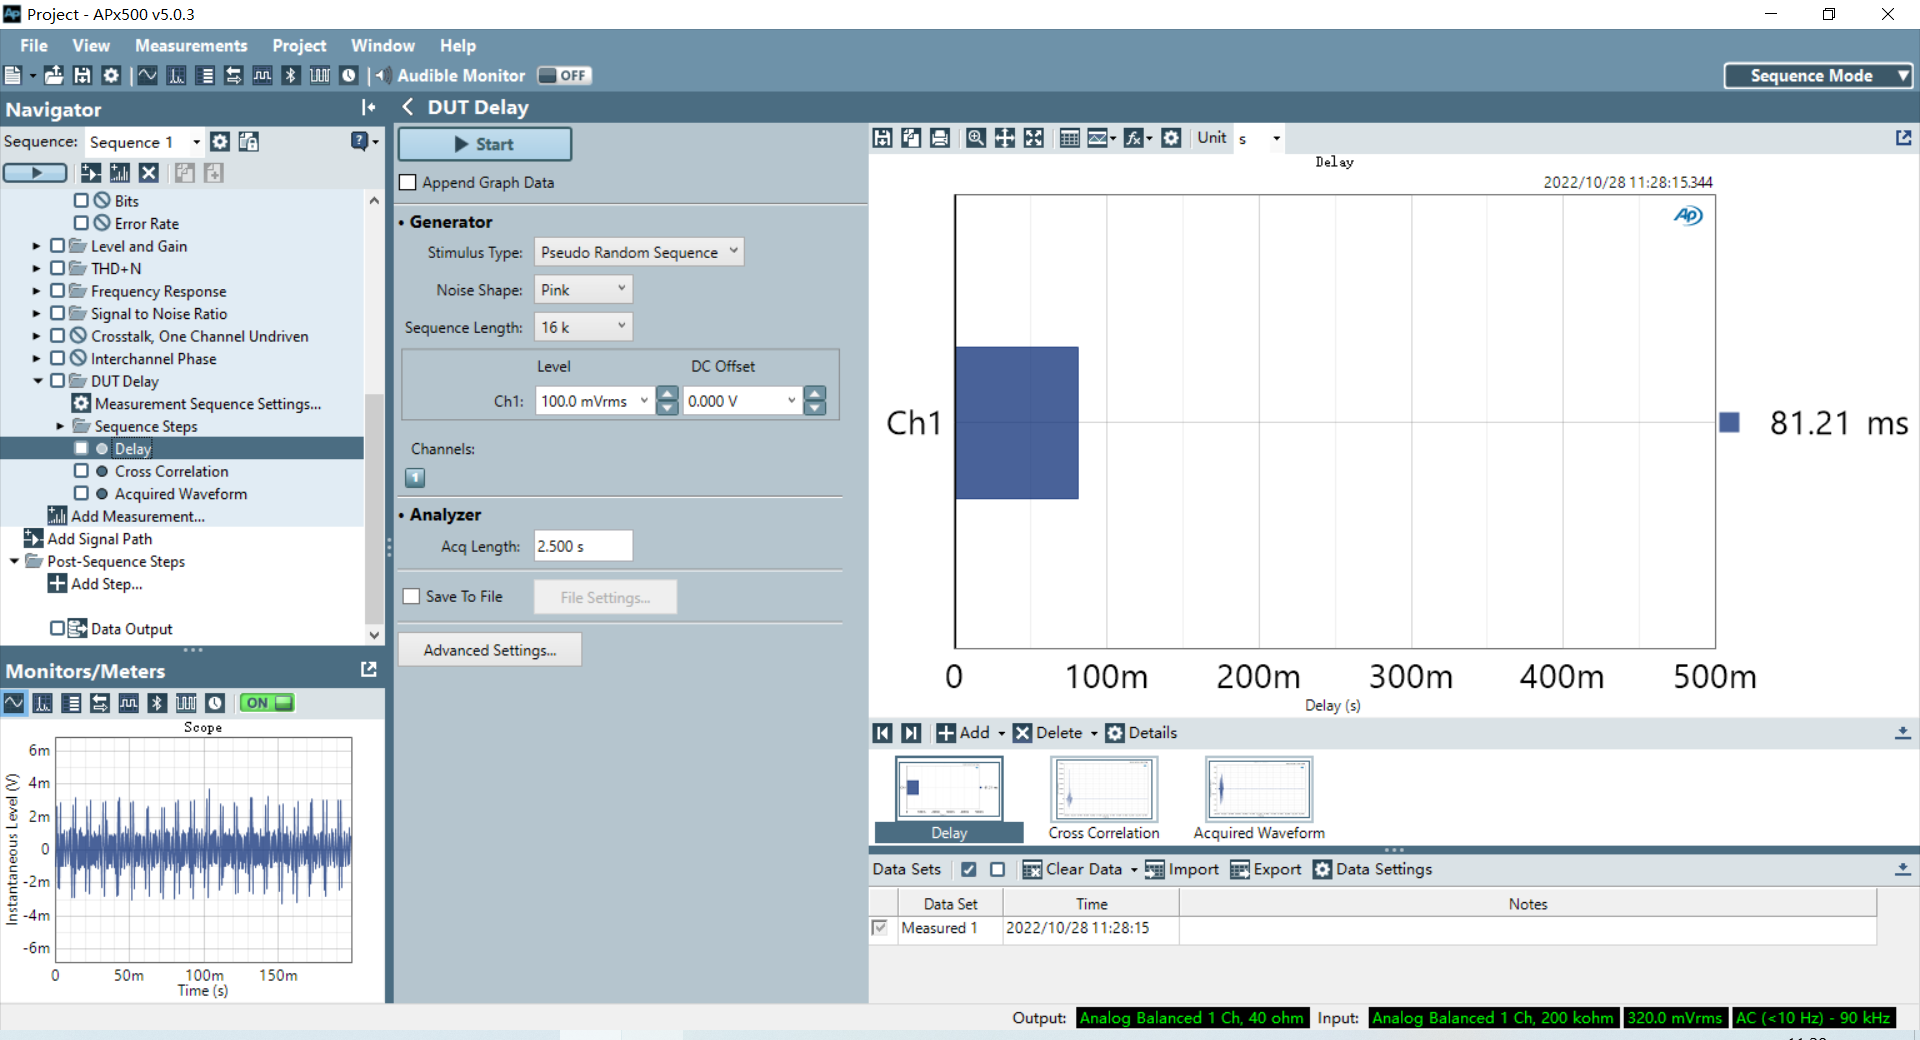 Project - APx500 v5.0.3
File View Measurements Project Window Help
Audible Monitor OFF
Sequence Mode
Navigator
Sequence: Sequence 1
Bits
Error Rate
Level and Gain
THD+N
Frequency Response
Signal to Noise Ratio
Crosstalk, One Channel Undriven
Interchannel Phase
DUT Delay
Measurement Sequence Settings...
Sequence Steps
Delay
Cross Correlation
Acquired Waveform
Add Measurement...
Add Signal Path
Post-Sequence Steps
Add Step...
Data Output
Monitors/Meters
ON
Scope
Instantaneous Level (V)
6m
4m
2m
0
-2m
-4m
-6m
0 50m 100m 150m
Time (s)
DUT Delay
Start
Append Graph Data
• Generator
Stimulus Type: Pseudo Random Sequence
Noise Shape: Pink
Sequence Length: 16 k
Level DC Offset
Ch1: 100.0 mVrms 0.000 V
Channels:
1
• Analyzer
Acq Length: 2.500 s
Save To File File Settings...
Advanced Settings...
Unit s
Delay
2022/10/28 11:28:15.344
AP
Ch1
81.21 ms
0 100m 200m 300m 400m 500m
Delay (s)
Add Delete Details
Delay Cross Correlation Acquired Waveform
Data Sets Clear Data Import Export Data Settings
Data Set Time Notes
Measured 1 2022/10/28 11:28:15
Output: Analog Balanced 1 Ch, 40 ohm Input: Analog Balanced 1 Ch, 200 kohm 320.0 mVrms AC (<10 Hz) - 90 kHz